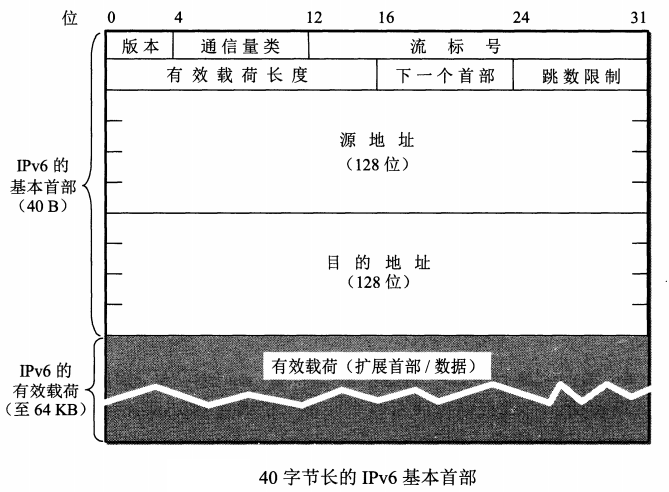 位 0 4 12 16 24 31
版本 通信量类 流标号
有效载荷长度 下一个首部 跳数限制
源地址
(128 位)
IPv6 的
基本首部
(40 B)
目的地址
(128 位)
IPv6 的
有效载荷
(至 64 KB)
有效载荷(扩展首部/数据)
40 字节长的 IPv6 基本首部